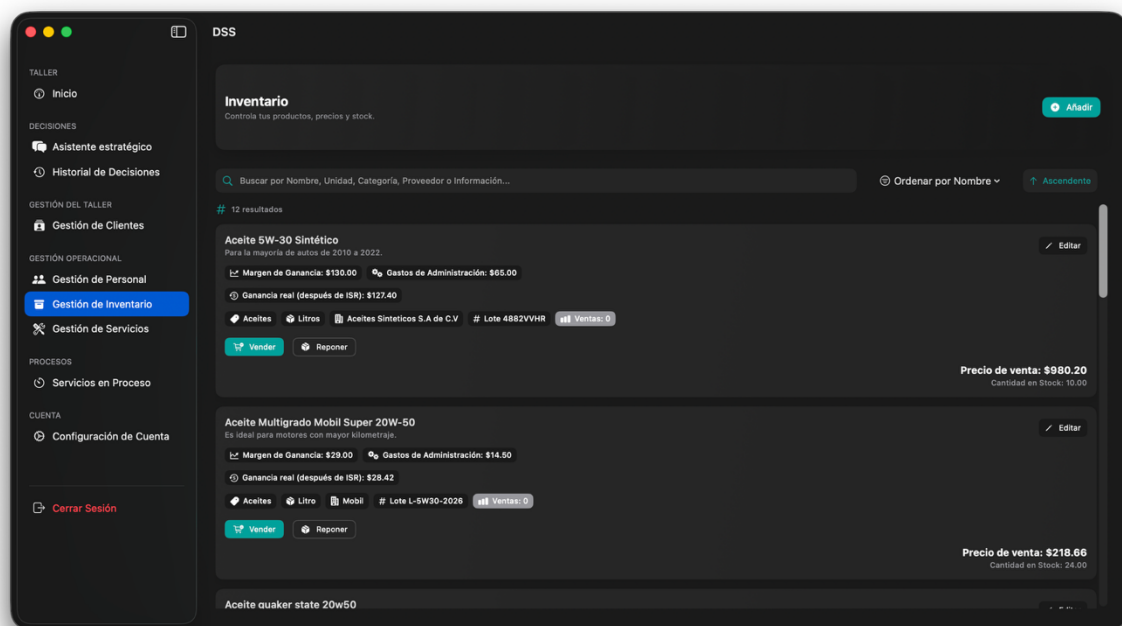 DSS
TALLER
Inicio
DECISIONES
Asistente estratégico
Historial de Decisiones
GESTIÓN DEL TALLER
Gestión de Clientes
GESTIÓN OPERACIONAL
Gestión de Personal
Gestión de Inventario
Gestión de Servicios
PROCESOS
Servicios en Proceso
CUENTA
Configuración de Cuenta
Cerrar Sesión
Inventario
Controla tus productos, precios y stock.
Añadir
Buscar por Nombre, Unidad, Categoría, Proveedor o Información...
Ordenar por Nombre
Ascendente
# 12 resultados
Aceite 5W-30 Sintético
Editar
Para la mayoría de autos de 2010 a 2022.
Margen de Ganancia: $130.00 Gastos de Administración: $65.00
Ganancia real (después de ISR): $127.40
Aceites Litros Aceites Sinteticos S.A de C.V # Lote 4882VVHR Ventas: 0
Vender Reponer
Precio de venta: $980.20
Cantidad en Stock: 10.00
Aceite Multigrado Mobil Super 20W-50
Editar
Es ideal para motores con mayor kilometraje.
Margen de Ganancia: $29.00 Gastos de Administración: $14.50
Ganancia real (después de ISR): $28.42
Aceites Litro Mobil # Lote L-5W30-2026 Ventas: 0
Vender Reponer
Precio de venta: $218.66
Cantidad en Stock: 24.00
Aceite quaker state 20w50